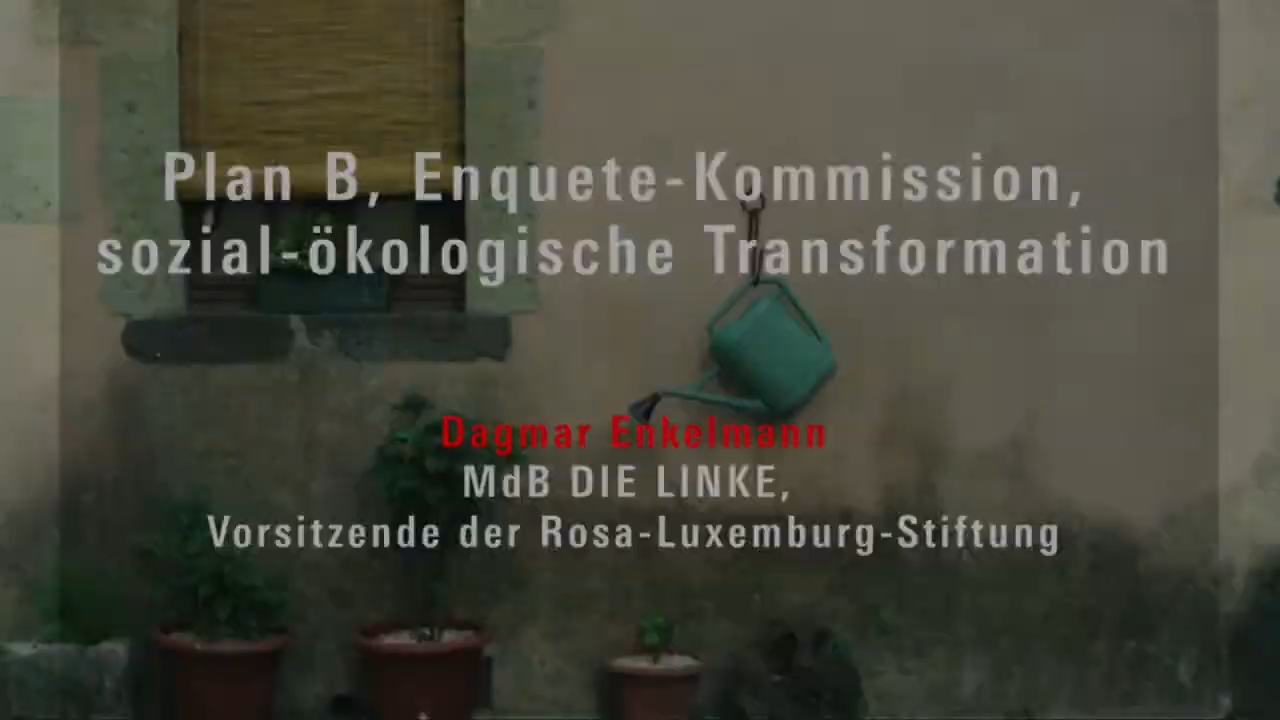 Plan B, Enquete-Kommission,
sozial-ökologische Transformation
Dagmar Enkelmann
MdB DIE LINKE,
Vorsitzende der Rosa-Luxemburg-Stiftung